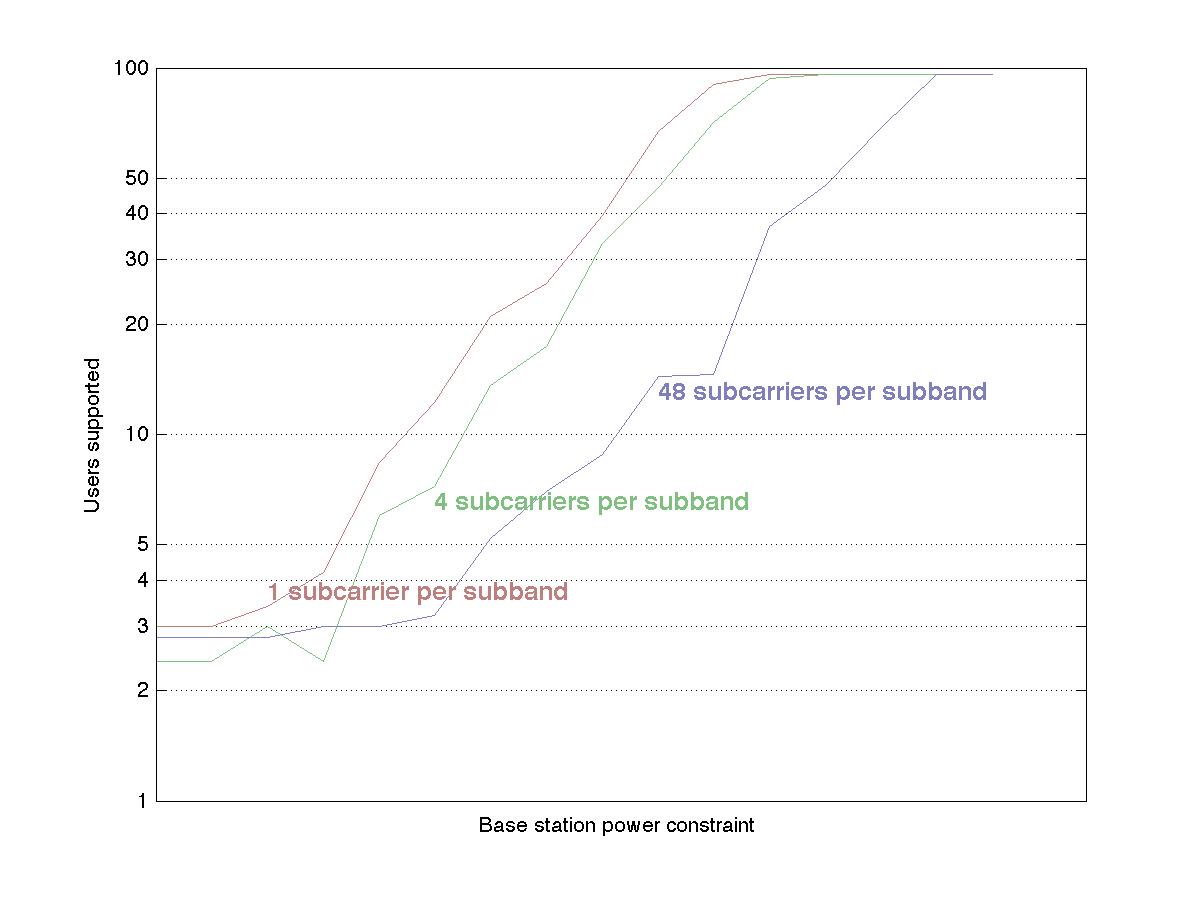 100
50
40
30
20
10
5
4
3
2
1
Users supported
48 subcarriers per subband
4 subcarriers per subband
1 subcarrier per subband
Base station power constraint